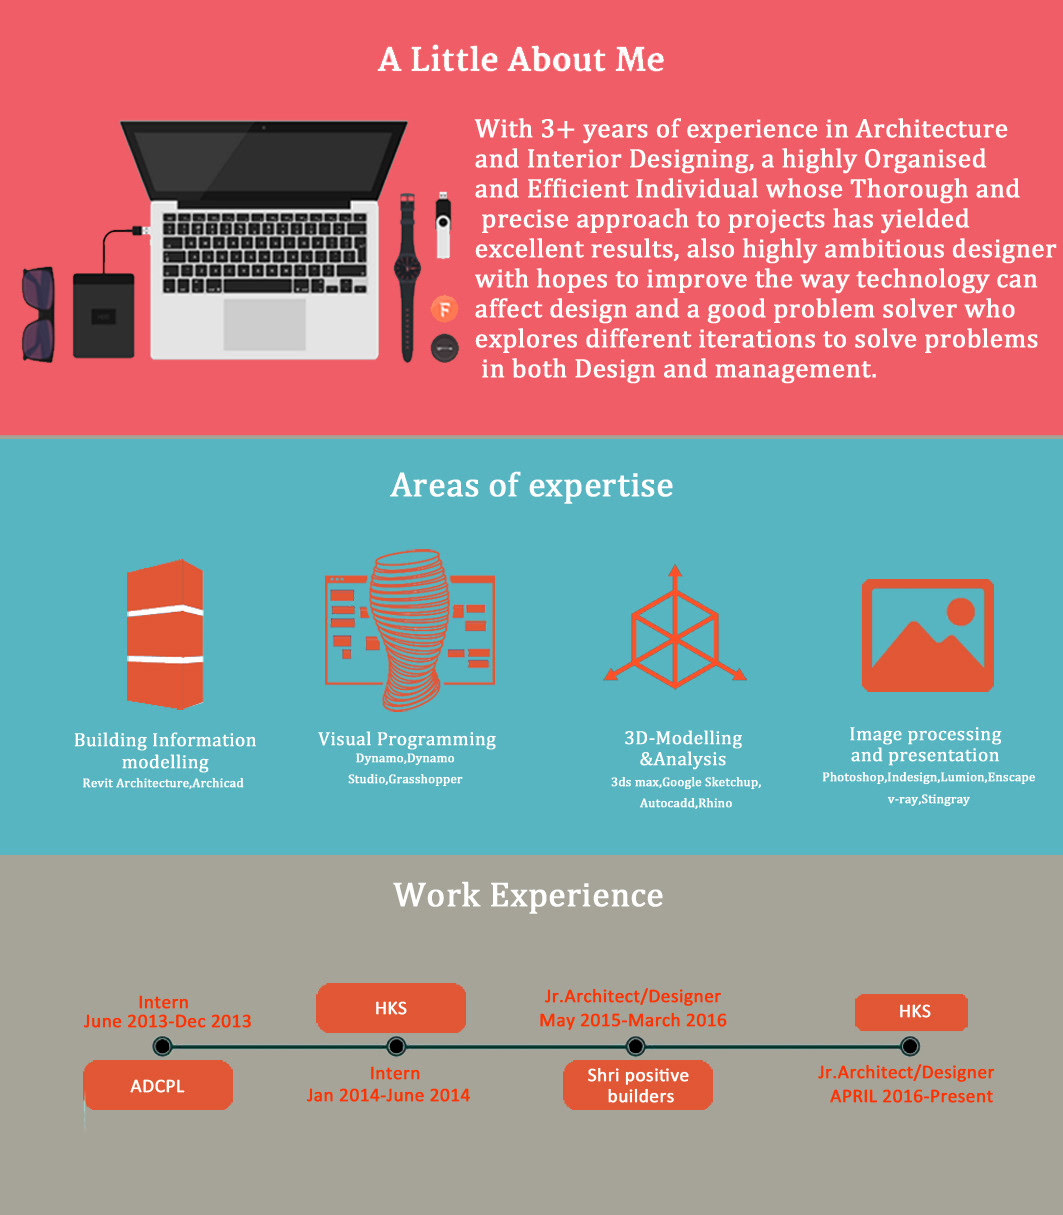 A Little About Me
With 3+ years of experience in Architecture
and Interior Designing, a highly Organised
and Efficient Individual whose Thorough and
precise approach to projects has yielded
excellent results, also highly ambitious designer
with hopes to improve the way technology can
affect design and a good problem solver who
explores different iterations to solve problems
in both Design and management.
F
Areas of expertise
Building Information
modelling
Revit Architecture,Archicad
Visual Programming
Dynamo,Dynamo
Studio,Grasshopper
3D-Modelling
&Analysis
3ds max,Google Sketchup,
Autocadd,Rhino
Image processing
and presentation
Photoshop,Indesign,Lumion,Enscape
v-ray,Stingray
Work Experience
Intern
June 2013-Dec 2013
ADCPL
HKS
Intern
Jan 2014-June 2014
Jr.Architect/Designer
May 2015-March 2016
Shri positive
builders
HKS
Jr.Architect/Designer
APRIL 2016-Present